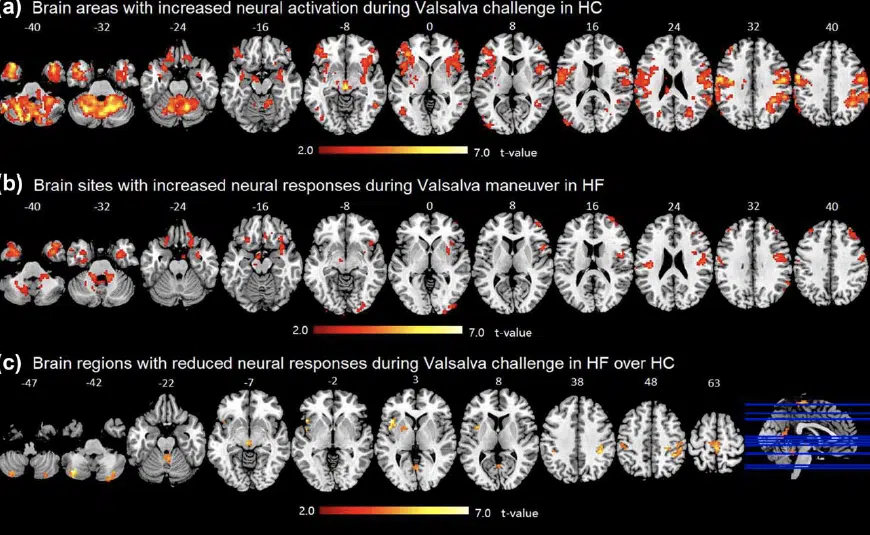 (a) Brain areas with increased neural activation during Valsalva challenge in HC
-40 -32 -24 -16 -8 0 8 16 24 32 40
2.0 7.0 t-value
(b) Brain sites with increased neural responses during Valsalva maneuver in HF
-40 -32 -24 -16 -8 0 8 16 24 32 40
2.0 7.0 t-value
(c) Brain regions with reduced neural responses during Valsalva challenge in HF over HC
-47 -42 -22 -7 -2 3 8 38 48 63
2.0 7.0 t-value